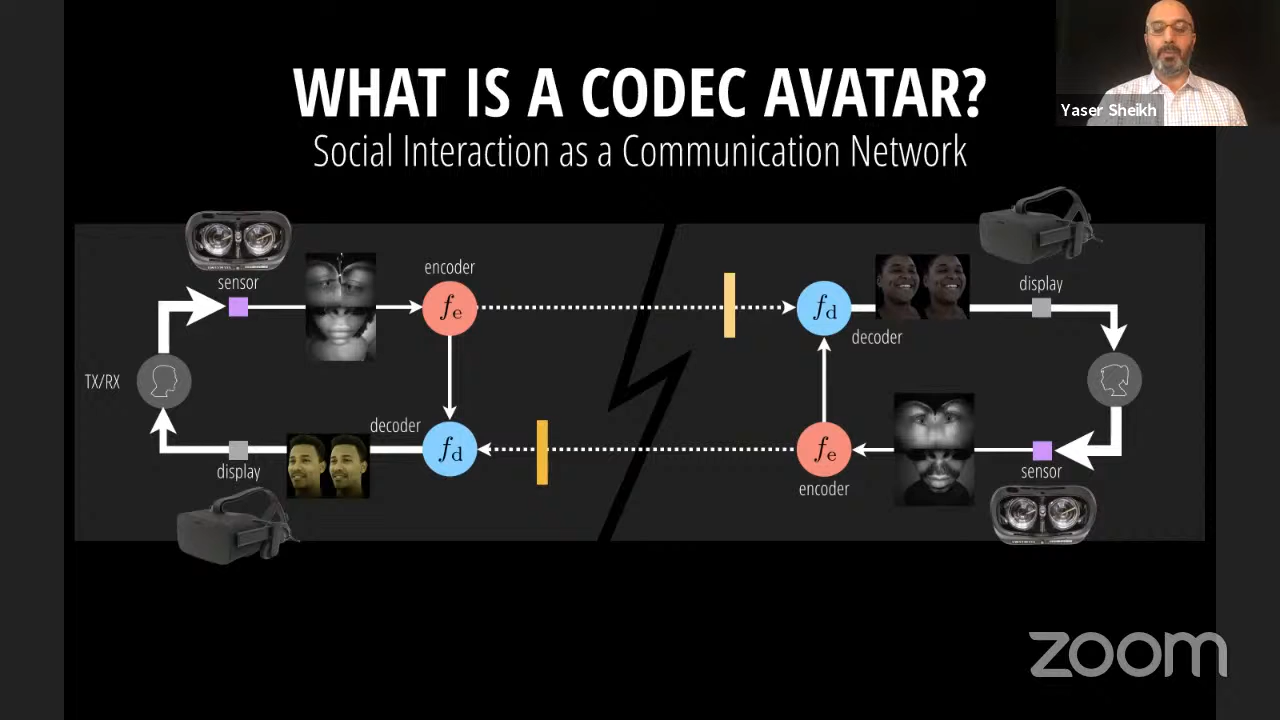 WHAT IS A CODEC AVATAR?
Social Interaction as a Communication Network
Yaser Sheikh
sensor
encoder
fe
fd
decoder
display
TX/RX
decoder
fd
display
fe
encoder
sensor
zoom